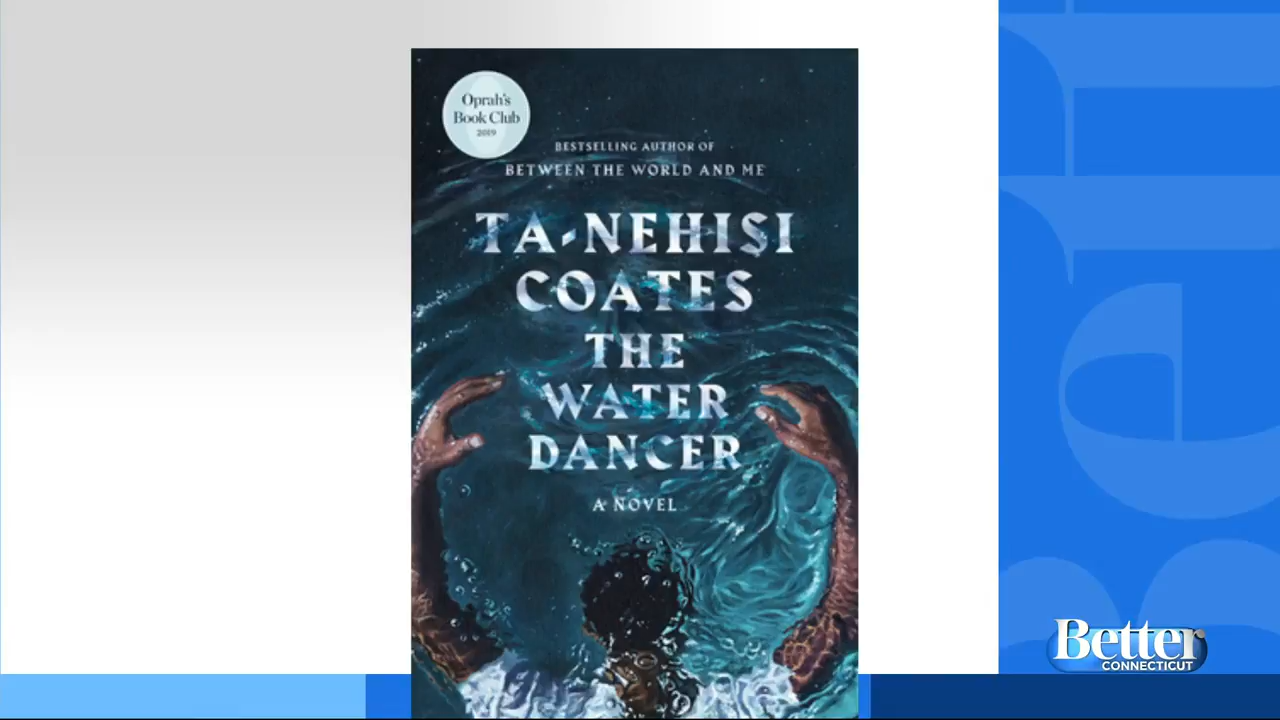 Oprah's
Book Club
2019
BESTSELLING AUTHOR OF
BETWEEN THE WORLD AND ME
TA-NEHISI
COATES
THE
WATER
DANCER
A NOVEL
Better
CONNECTICUT